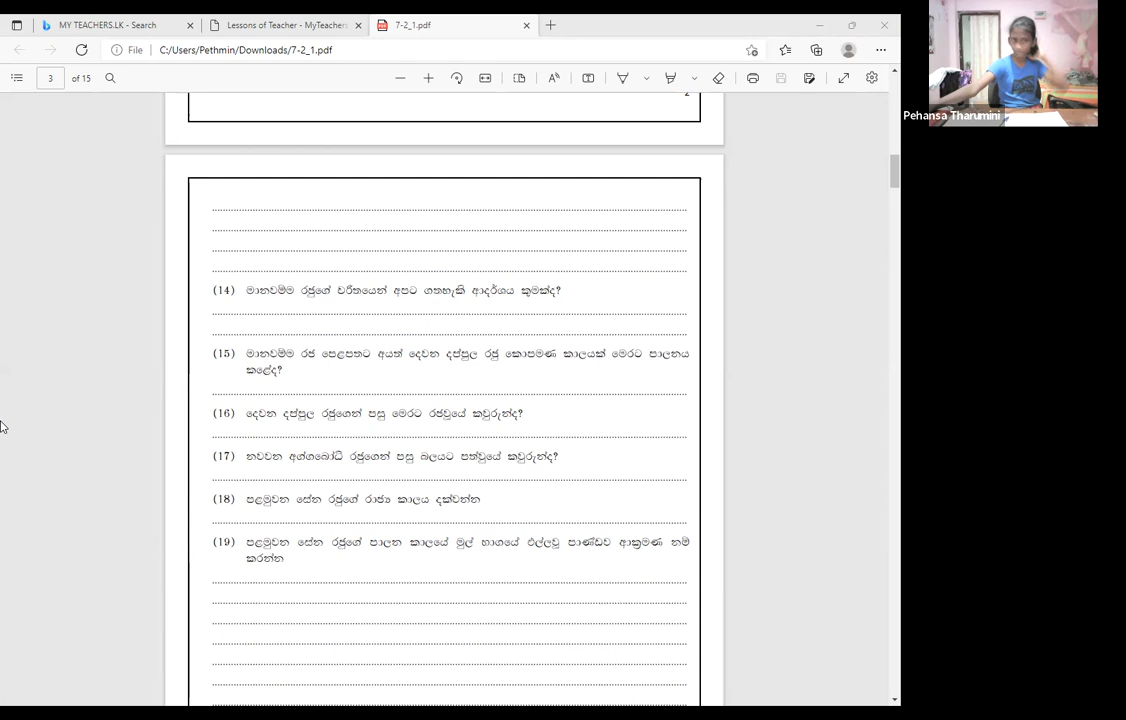 MY TEACHERS.LK - Search
Lessons of Teacher - MyTeachers
7-2_1.pdf
File
C:/Users/Pethmin/Downloads/7-2_1.pdf
3 of 15
Pehansa Tharumini
2
(14) මානවම්ම රජුගේ චරිතයෙන් අපට ගතහැකි ආදර්ශය කුමක්ද?
(15) මානවම්ම රජ පෙළපතට අයත් දෙවන දප්පුල රජු කොපමණ කාලයක් මෙරට පාලනය
කළේද?
(16) දෙවන දප්පුල රජුගෙන් පසු මෙරට රජවූයේ කවුරුන්ද?
(17) නවවන අග්ගබෝධි රජුගෙන් පසු බලයට පත්වුයේ කවුරුන්ද?
(18) පළමුවන සේන රජුගේ රාජ්‍ය කාලය දක්වන්න
(19) පළමුවන සේන රජුගේ පාලන කාලයේ මුල් භාගයේ එල්ලවූ පාණ්ඩව ආක්‍රමණ නම්
කරන්න